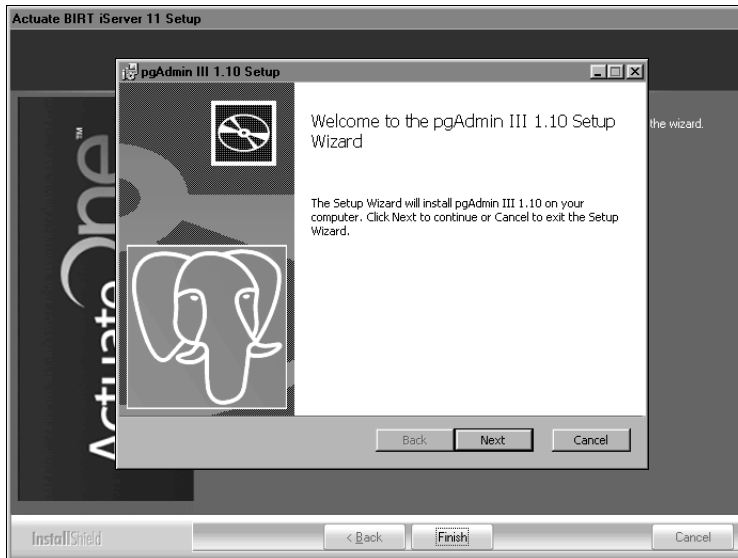 Actuate BIRT iServer 11 Setup
pgAdmin III 1.10 Setup
Welcome to the pgAdmin III 1.10 Setup
Wizard
The Setup Wizard will install pgAdmin III 1.10 on your
computer. Click Next to continue or Cancel to exit the Setup
Wizard.
Back
Next
Cancel
the wizard.
ActuateOne™
InstallShield
< Back
Finish
Cancel